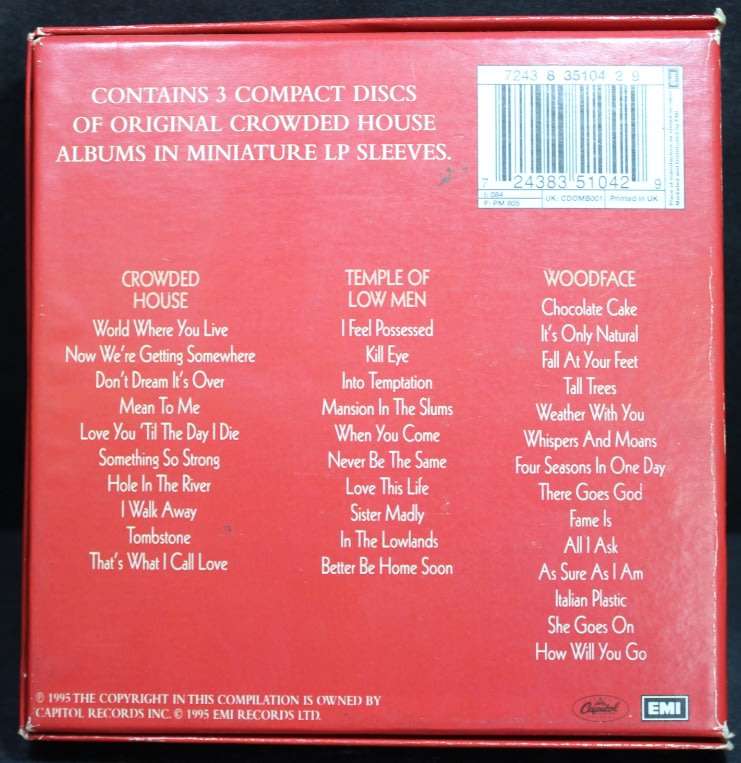 CONTAINS 3 COMPACT DISCS
OF ORIGINAL CROWDED HOUSE
ALBUMS IN MINIATURE LP SLEEVES.
7243 8 35104 2 9
7 24383 51042 9
UK: CDOMB001
Printed in UK
CROWDED
HOUSE
World Where You Live
Now We're Getting Somewhere
Don't Dream It's Over
Mean To Me
Love You 'Til The Day I Die
Something So Strong
Hole In The River
I Walk Away
Tombstone
That's What I Call Love
TEMPLE OF
LOW MEN
I Feel Possessed
Kill Eye
Into Temptation
Mansion In The Slums
When You Come
Never Be The Same
Love This Life
Sister Madly
In The Lowlands
Better Be Home Soon
WOODFACE
Chocolate Cake
It's Only Natural
Fall At Your Feet
Tall Trees
Weather With You
Whispers And Moans
Four Seasons In One Day
There Goes God
Fame Is
All I Ask
As Sure As I Am
Italian Plastic
She Goes On
How Will You Go
℗ 1995 THE COPYRIGHT IN THIS COMPILATION IS OWNED BY
CAPITOL RECORDS INC. © 1995 EMI RECORDS LTD.
Capitol
EMI